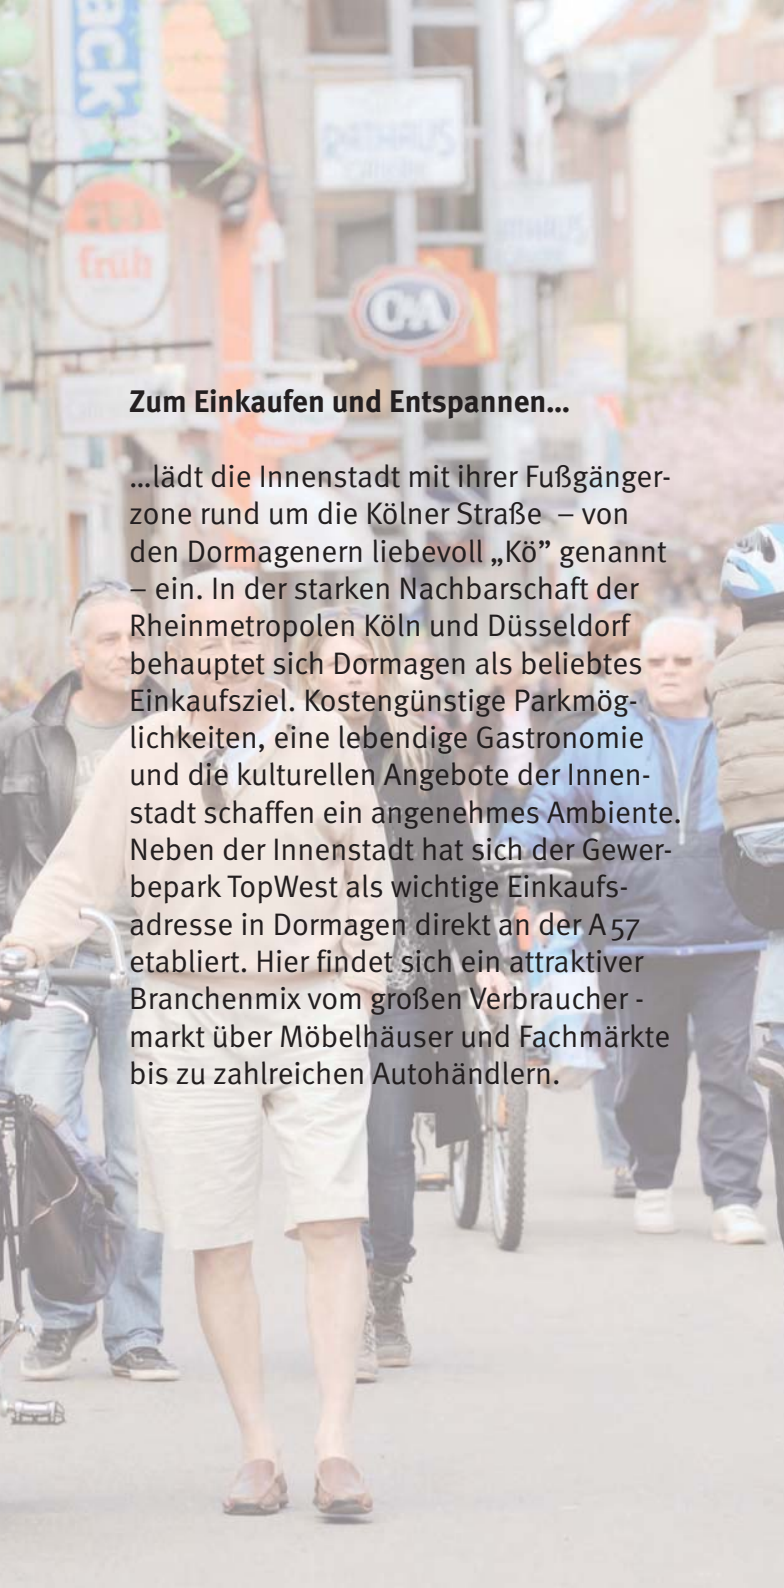 ack
RATHAUS
früh
C&A
Zum Einkaufen und Entspannen...
...lädt die Innenstadt mit ihrer Fußgänger-
zone rund um die Kölner Straße – von
den Dormagenern liebevoll „Kö” genannt
– ein. In der starken Nachbarschaft der
Rheinmetropolen Köln und Düsseldorf
behauptet sich Dormagen als beliebtes
Einkaufsziel. Kostengünstige Parkmög-
lichkeiten, eine lebendige Gastronomie
und die kulturellen Angebote der Innen-
stadt schaffen ein angenehmes Ambiente.
Neben der Innenstadt hat sich der Gewer-
bepark TopWest als wichtige Einkaufs-
adresse in Dormagen direkt an der A 57
etabliert. Hier findet sich ein attraktiver
Branchenmix vom großen Verbraucher -
markt über Möbelhäuser und Fachmärkte
bis zu zahlreichen Autohändlern.